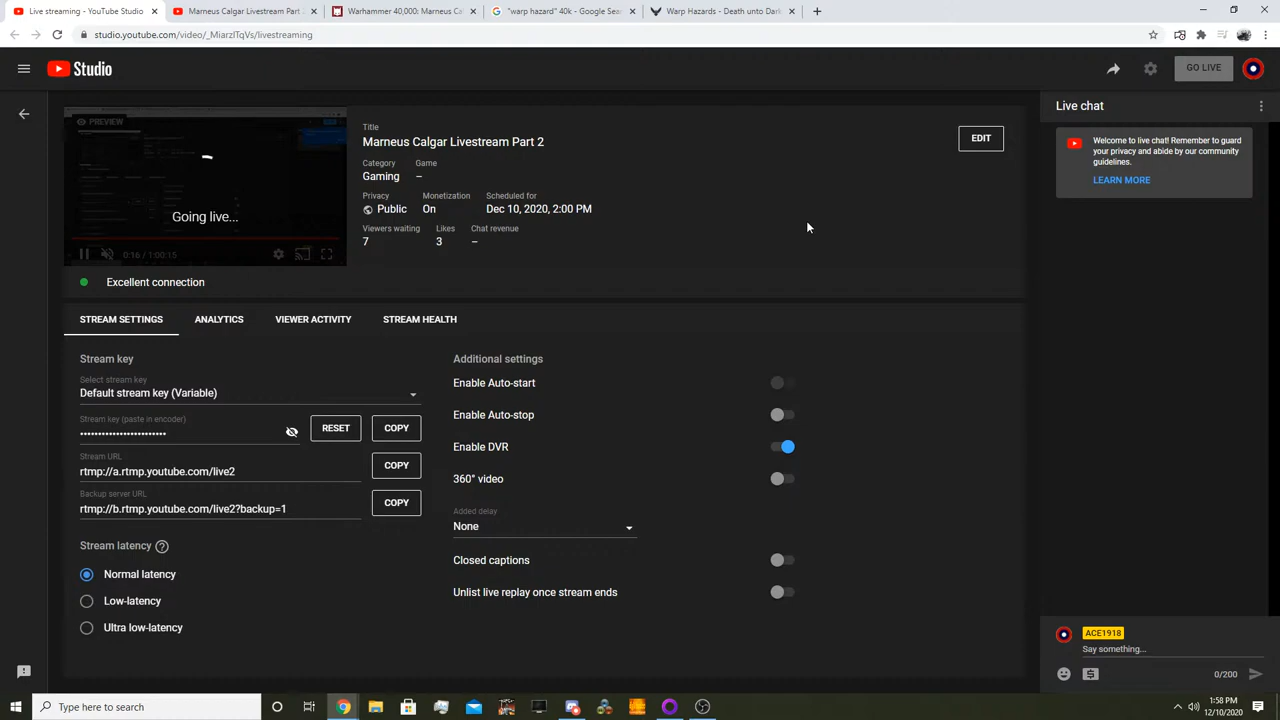 Live streaming - YouTube Studio
Marneus Calgar Livestream Part 2
Warhammer 40,000: Marneus Ca
"warp hazard" 40k - Google Sea
Warp Hazards - Death unto Dark
studio.youtube.com/video/_MiarzlTqVs/livestreaming
Studio
GO LIVE
PREVIEW
Going live...
0:16 / 1:00:15
Title
Marneus Calgar Livestream Part 2
EDIT
Category
Game
Gaming
–
Privacy
Monetization
Scheduled for
Public
On
Dec 10, 2020, 2:00 PM
Viewers waiting
Likes
Chat revenue
7
3
–
Excellent connection
STREAM SETTINGS
ANALYTICS
VIEWER ACTIVITY
STREAM HEALTH
Stream key
Select stream key
Default stream key (Variable)
Stream key (paste in encoder)
••••••••••••••••••••••••
RESET
COPY
Stream URL
rtmp://a.rtmp.youtube.com/live2
COPY
Backup server URL
rtmp://b.rtmp.youtube.com/live2?backup=1
COPY
Stream latency
Normal latency
Low-latency
Ultra low-latency
Additional settings
Enable Auto-start
Enable Auto-stop
Enable DVR
360° video
Added delay
None
Closed captions
Unlist live replay once stream ends
Live chat
Welcome to live chat! Remember to guard
your privacy and abide by our community
guidelines.
LEARN MORE
ACE1918
Say something...
0/200
Type here to search
1:58 PM
12/10/2020